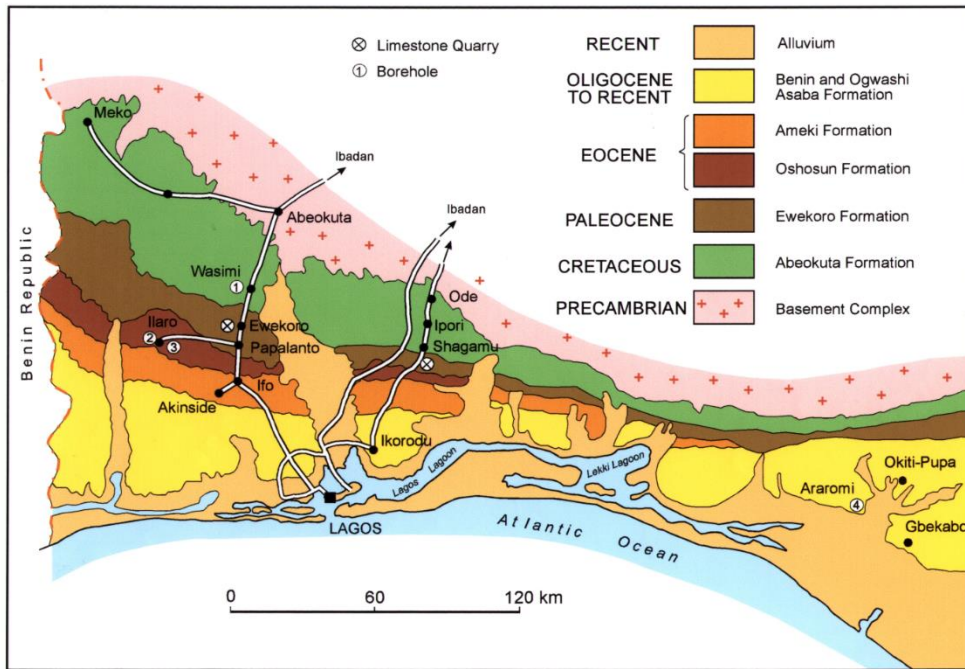 Limestone Quarry
1 Borehole
RECENT
Alluvium
OLIGOCENE
TO RECENT
Benin and Ogwashi
Asaba Formation
EOCENE
Ameki Formation
Oshosun Formation
PALEOCENE
Ewekoro Formation
CRETACEOUS
Abeokuta Formation
PRECAMBRIAN
Basement Complex
Meko
Ibadan
Abeokuta
Ibadan
Wasimi
1
Ode
Benin Republic
Ilaro
Ewekoro
Ipori
2
3
Papalanto
Shagamu
Ifo
Akinside
Ikorodu
Lagos Lagoon
Lekki Lagoon
Okiti-Pupa
Araromi
4
LAGOS
Atlantic Ocean
Gbekabo
0 60 120 km